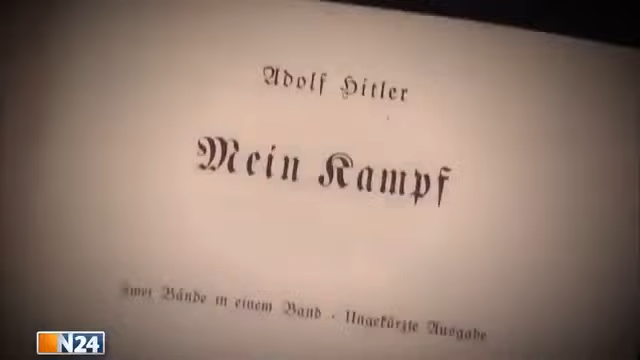 Adolf Hitler
Mein Kampf
Zwei Bände in einem Band · Ungekürzte Ausgabe
N24